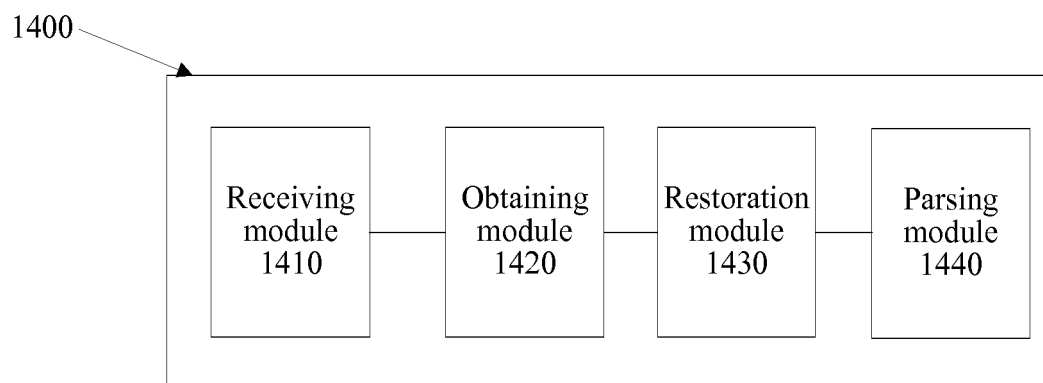 1400
Receiving
module
1410
Obtaining
module
1420
Restoration
module
1430
Parsing
module
1440